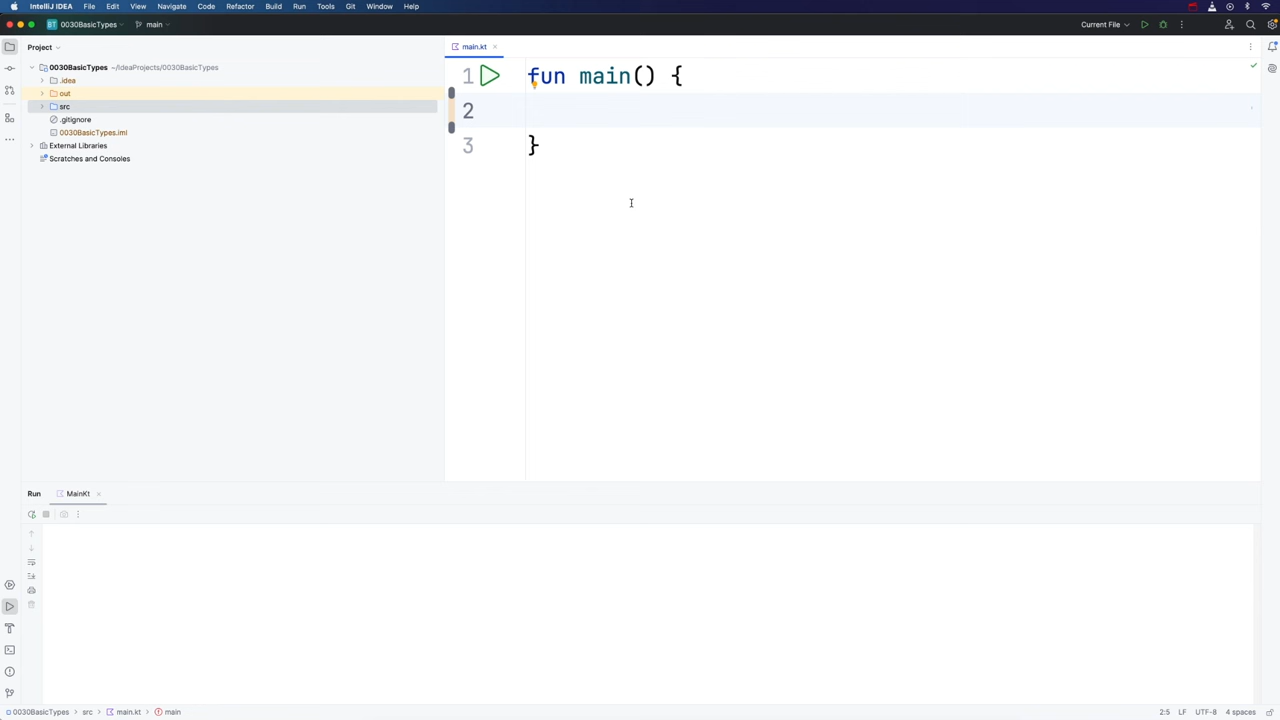 IntelliJ IDEA File Edit View Navigate Code Refactor Build Run Tools Git Window Help
BT 0030BasicTypes main Current File
Project
main.kt
0030BasicTypes ~/IdeaProjects/0030BasicTypes
.idea
out
src
.gitignore
0030BasicTypes.iml
External Libraries
Scratches and Consoles
1 fun main() {
2
3 }
Run MainKt
0030BasicTypes > src > main.kt > main 2:5 LF UTF-8 4 spaces